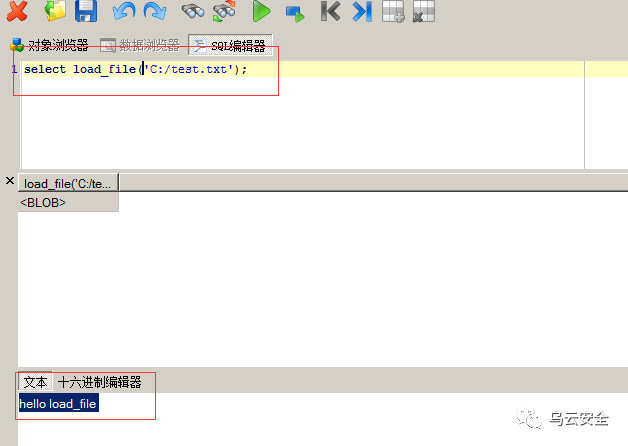 对象浏览器 数据浏览器 SQL编辑器
1 select load_file('C:/test.txt');
load_file('C:/te...
<BLOB>
文本 十六进制编辑器
hello load_file
乌云安全